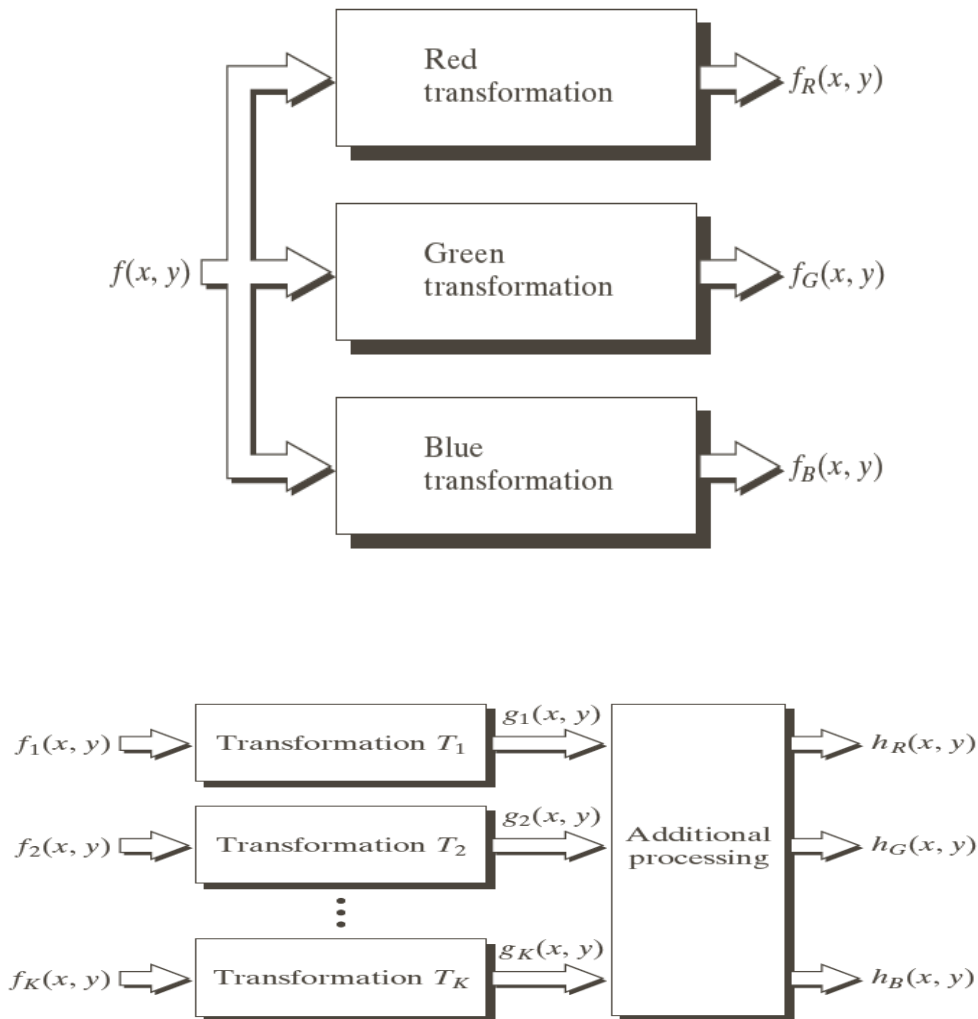 Red
transformation
f_R(x, y)
f(x, y)
Green
transformation
f_G(x, y)
Blue
transformation
f_B(x, y)
f_1(x, y)
Transformation T_1
g_1(x, y)
h_R(x, y)
f_2(x, y)
Transformation T_2
g_2(x, y)
Additional
processing
h_G(x, y)
f_K(x, y)
Transformation T_K
g_K(x, y)
h_B(x, y)